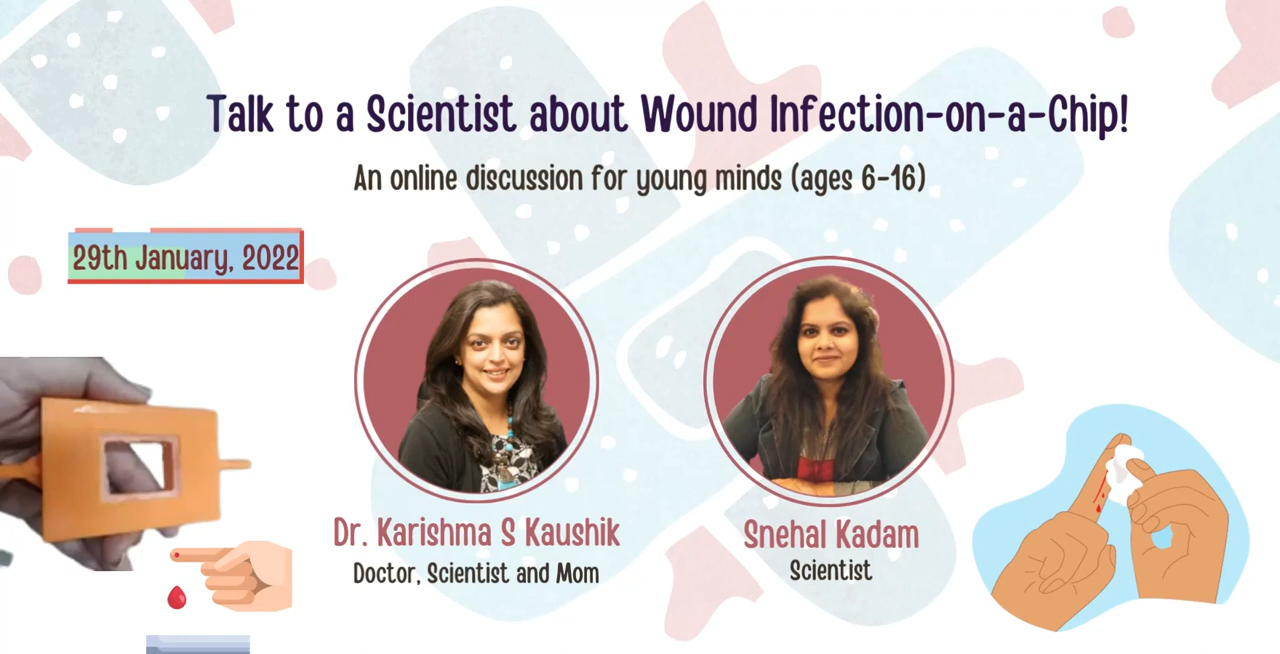 Talk to a Scientist about Wound Infection-on-a-Chip!
An online discussion for young minds (ages 6-16)
29th January, 2022
Dr. Karishma S Kaushik
Doctor, Scientist and Mom
Snehal Kadam
Scientist